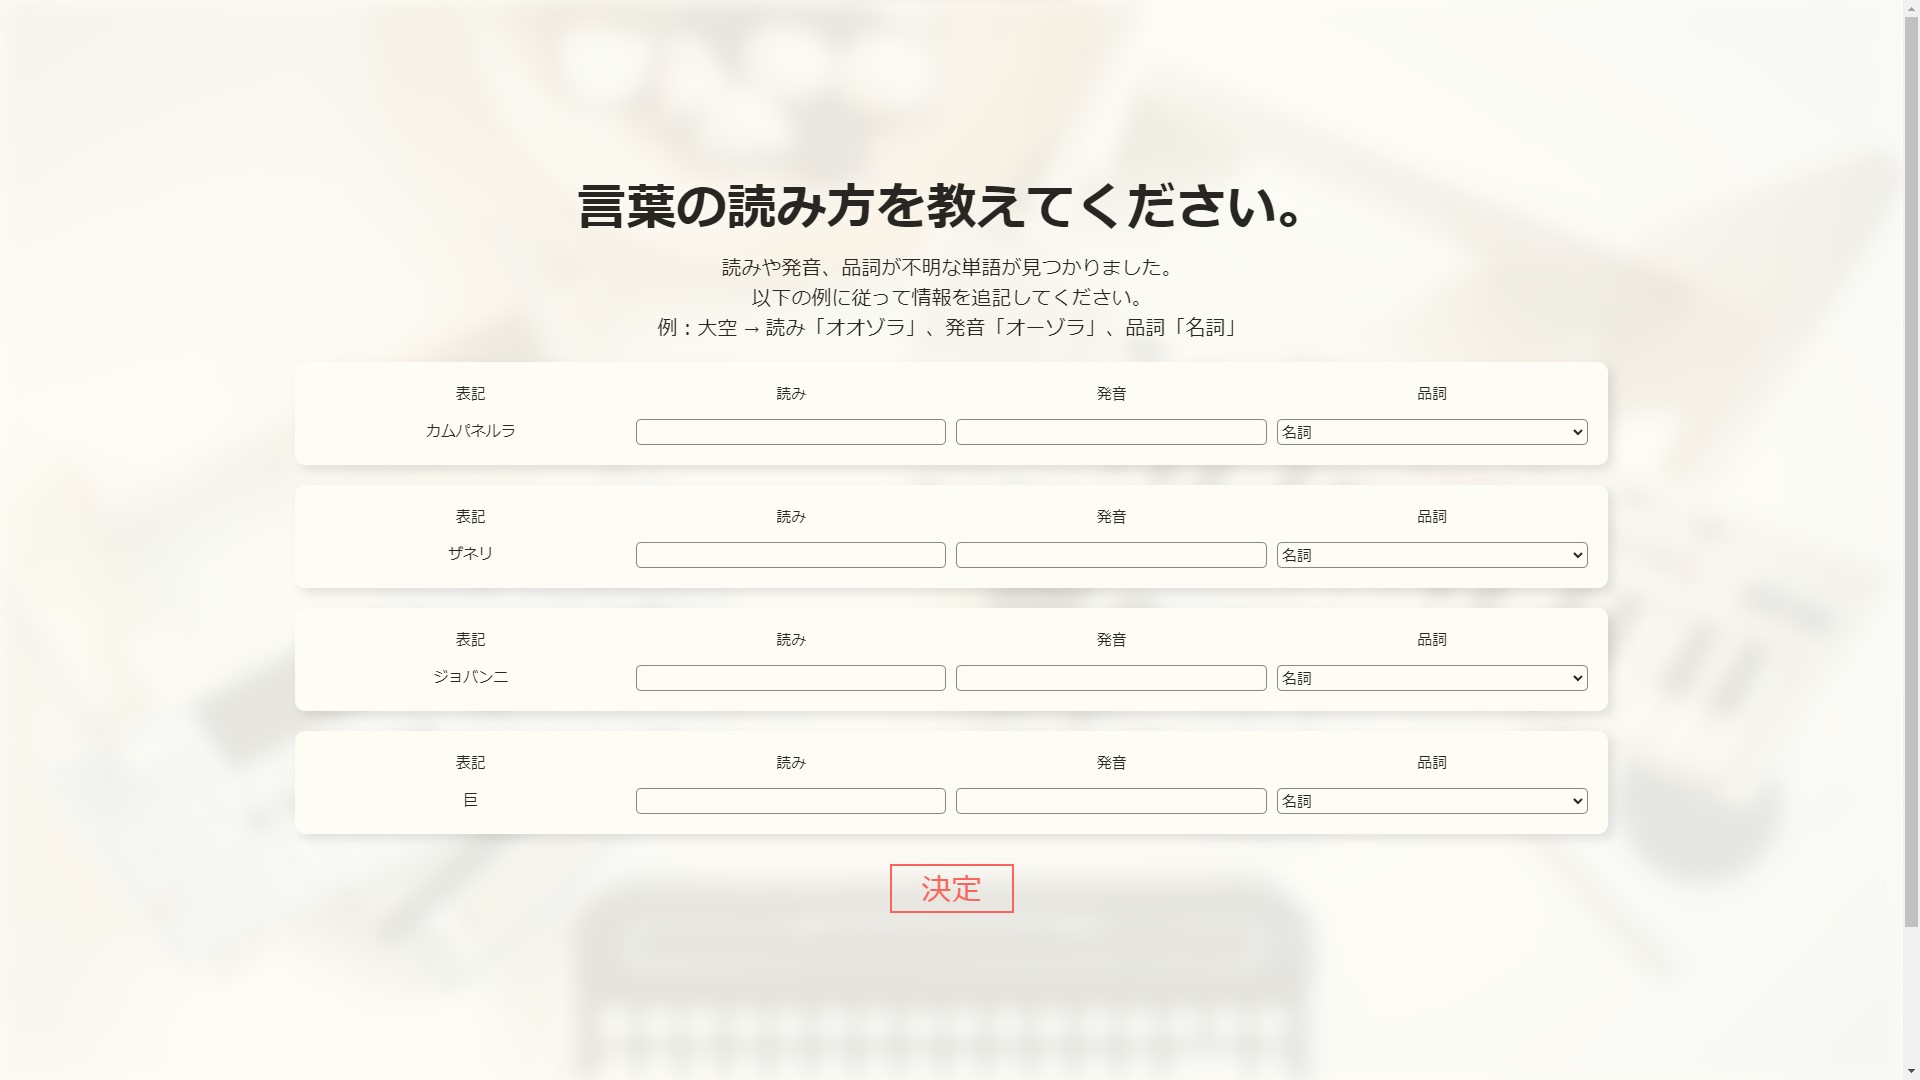 言葉の読み方を教えてください。
読みや発音、品詞が不明な単語が見つかりました。
以下の例に従って情報を追記してください。
例：大空 → 読み「オオゾラ」、発音「オーゾラ」、品詞「名詞」
表記 読み 発音 品詞
カムパネルラ 名詞
表記 読み 発音 品詞
ザネリ 名詞
表記 読み 発音 品詞
ジョバンニ 名詞
表記 読み 発音 品詞
巨 名詞
決定